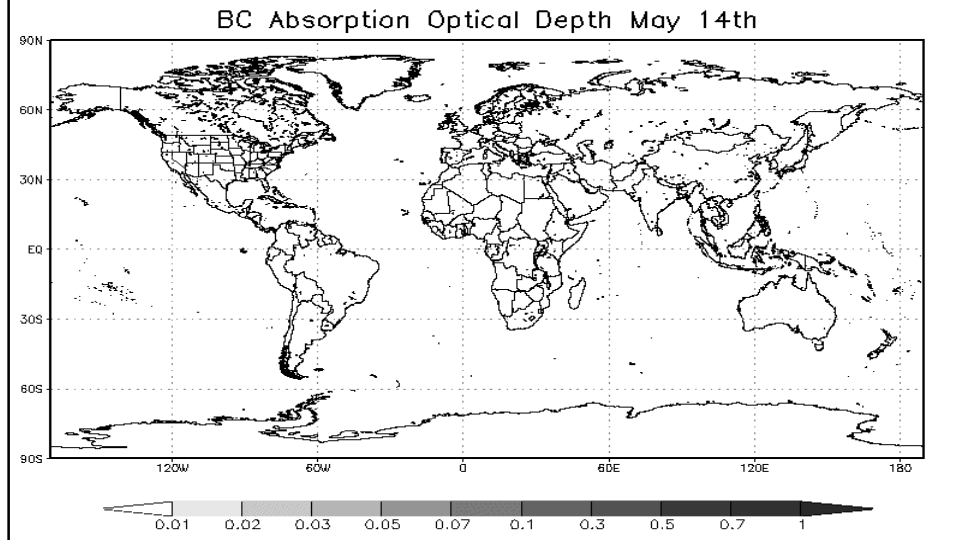 BC Absorption Optical Depth May 14th
90N
60N
30N
EQ
30S
60S
90S
120W 60W 0 60E 120E 180
0.01 0.02 0.03 0.05 0.07 0.1 0.3 0.5 0.7 1